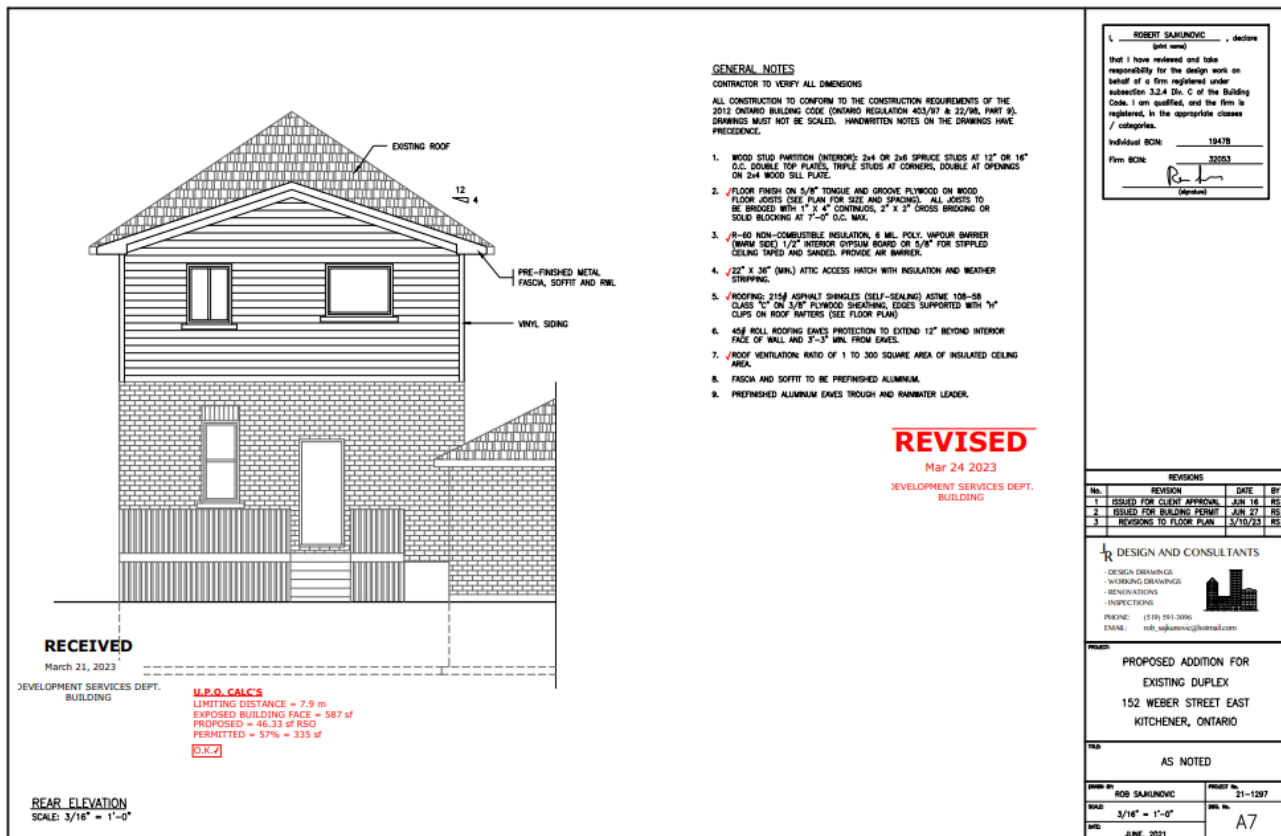 EXISTING ROOF
12
4
PRE-FINISHED METAL
FASCIA, SOFFIT AND RWL
VINYL SIDING
RECEIVED
March 21, 2023
DEVELOPMENT SERVICES DEPT.
BUILDING
U.P.O. CALC'S
LIMITING DISTANCE = 7.9 m
EXPOSED BUILDING FACE = 587 sf
PROPOSED = 46.33 sf RSO
PERMITTED = 57% = 335 sf
O.K.✓
REAR ELEVATION
SCALE: 3/16" = 1'-0"
GENERAL NOTES
CONTRACTOR TO VERIFY ALL DIMENSIONS
ALL CONSTRUCTION TO CONFORM TO THE CONSTRUCTION REQUIREMENTS OF THE
2012 ONTARIO BUILDING CODE (ONTARIO REGULATION 403/97 & 22/98, PART 9).
DRAWINGS MUST NOT BE SCALED. HANDWRITTEN NOTES ON THE DRAWINGS HAVE
PRECEDENCE.
1. WOOD STUD PARTITION (INTERIOR): 2x4 OR 2x6 SPRUCE STUDS AT 12" OR 16"
O.C. DOUBLE TOP PLATES, TRIPLE STUDS AT CORNERS, DOUBLE AT OPENINGS
ON 2x4 WOOD SILL PLATE.
2. ✓FLOOR FINISH ON 5/8" TONGUE AND GROOVE PLYWOOD ON WOOD
FLOOR JOISTS (SEE PLAN FOR SIZE AND SPACING). ALL JOISTS TO
BE BRIDGED WITH 1" X 4" CONTINUOS, 2" X 2" CROSS BRIDGING OR
SOLID BLOCKING AT 7'-0" O.C. MAX.
3. ✓R-60 NON-COMBUSTIBLE INSULATION, 6 MIL. POLY. VAPOUR BARRIER
(WARM SIDE) 1/2" INTERIOR GYPSUM BOARD OR 5/8" FOR STIPPLED
CEILING TAPED AND SANDED. PROVIDE AIR BARRIER.
4. ✓22" X 36" (MIN.) ATTIC ACCESS HATCH WITH INSULATION AND WEATHER
STRIPPING.
5. ✓ROOFING: 215# ASPHALT SHINGLES (SELF-SEALING) ASTME 108-58
CLASS "C" ON 3/8" PLYWOOD SHEATHING, EDGES SUPPORTED WITH "H"
CLIPS ON ROOF RAFTERS (SEE FLOOR PLAN)
6. 45# ROLL ROOFING EAVES PROTECTION TO EXTEND 12" BEYOND INTERIOR
FACE OF WALL AND 3'-3" MIN. FROM EAVES.
7. ✓ROOF VENTILATION: RATIO OF 1 TO 300 SQUARE AREA OF INSULATED CEILING
AREA.
8. FASCIA AND SOFFIT TO BE PREFINISHED ALUMINUM.
9. PREFINISHED ALUMINUM EAVES TROUGH AND RAINWATER LEADER.
REVISED
Mar 24 2023
DEVELOPMENT SERVICES DEPT.
BUILDING
I, ROBERT SAJKUNOVIC , declare
(print name)
that I have reviewed and take
responsibility for the design work on
behalf of a firm registered under
subsection 3.2.4 Div. C of the Building
Code. I am qualified, and the firm is
registered, in the appropriate classes
/ categories.
Individual BCIN: 19478
Firm BCIN: 32053
(signature)
REVISIONS
No. REVISION DATE BY
1 ISSUED FOR CLIENT APPROVAL JUN 16 RS
2 ISSUED FOR BUILDING PERMIT JUN 27 RS
3 REVISIONS TO FLOOR PLAN 3/10/23 RS
JR DESIGN AND CONSULTANTS
- DESIGN DRAWINGS
- WORKING DRAWINGS
- RENOVATIONS
- INSPECTIONS
PHONE: (519) 591-3096
EMAIL: rob_sajkunovic@hotmail.com
PROJECT:
PROPOSED ADDITION FOR
EXISTING DUPLEX
152 WEBER STREET EAST
KITCHENER, ONTARIO
TITLE:
AS NOTED
DRAWN BY: ROB SAJKUNOVIC
PROJECT No. 21-1297
SCALE: 3/16" = 1'-0"
DWG. No. A7
DATE: JUNE, 2021